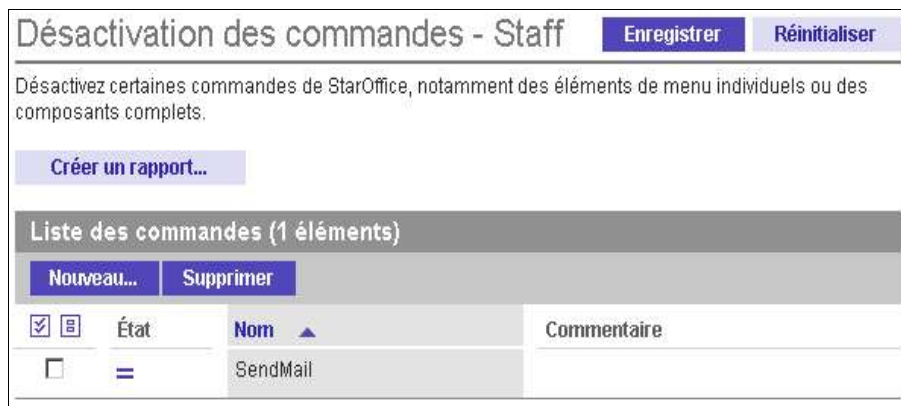 Désactivation des commandes - Staff Enregistrer Réinitialiser
Désactivez certaines commandes de StarOffice, notamment des éléments de menu individuels ou des
composants complets.
Créer un rapport...
Liste des commandes (1 éléments)
Nouveau... Supprimer
État Nom Commentaire
SendMail